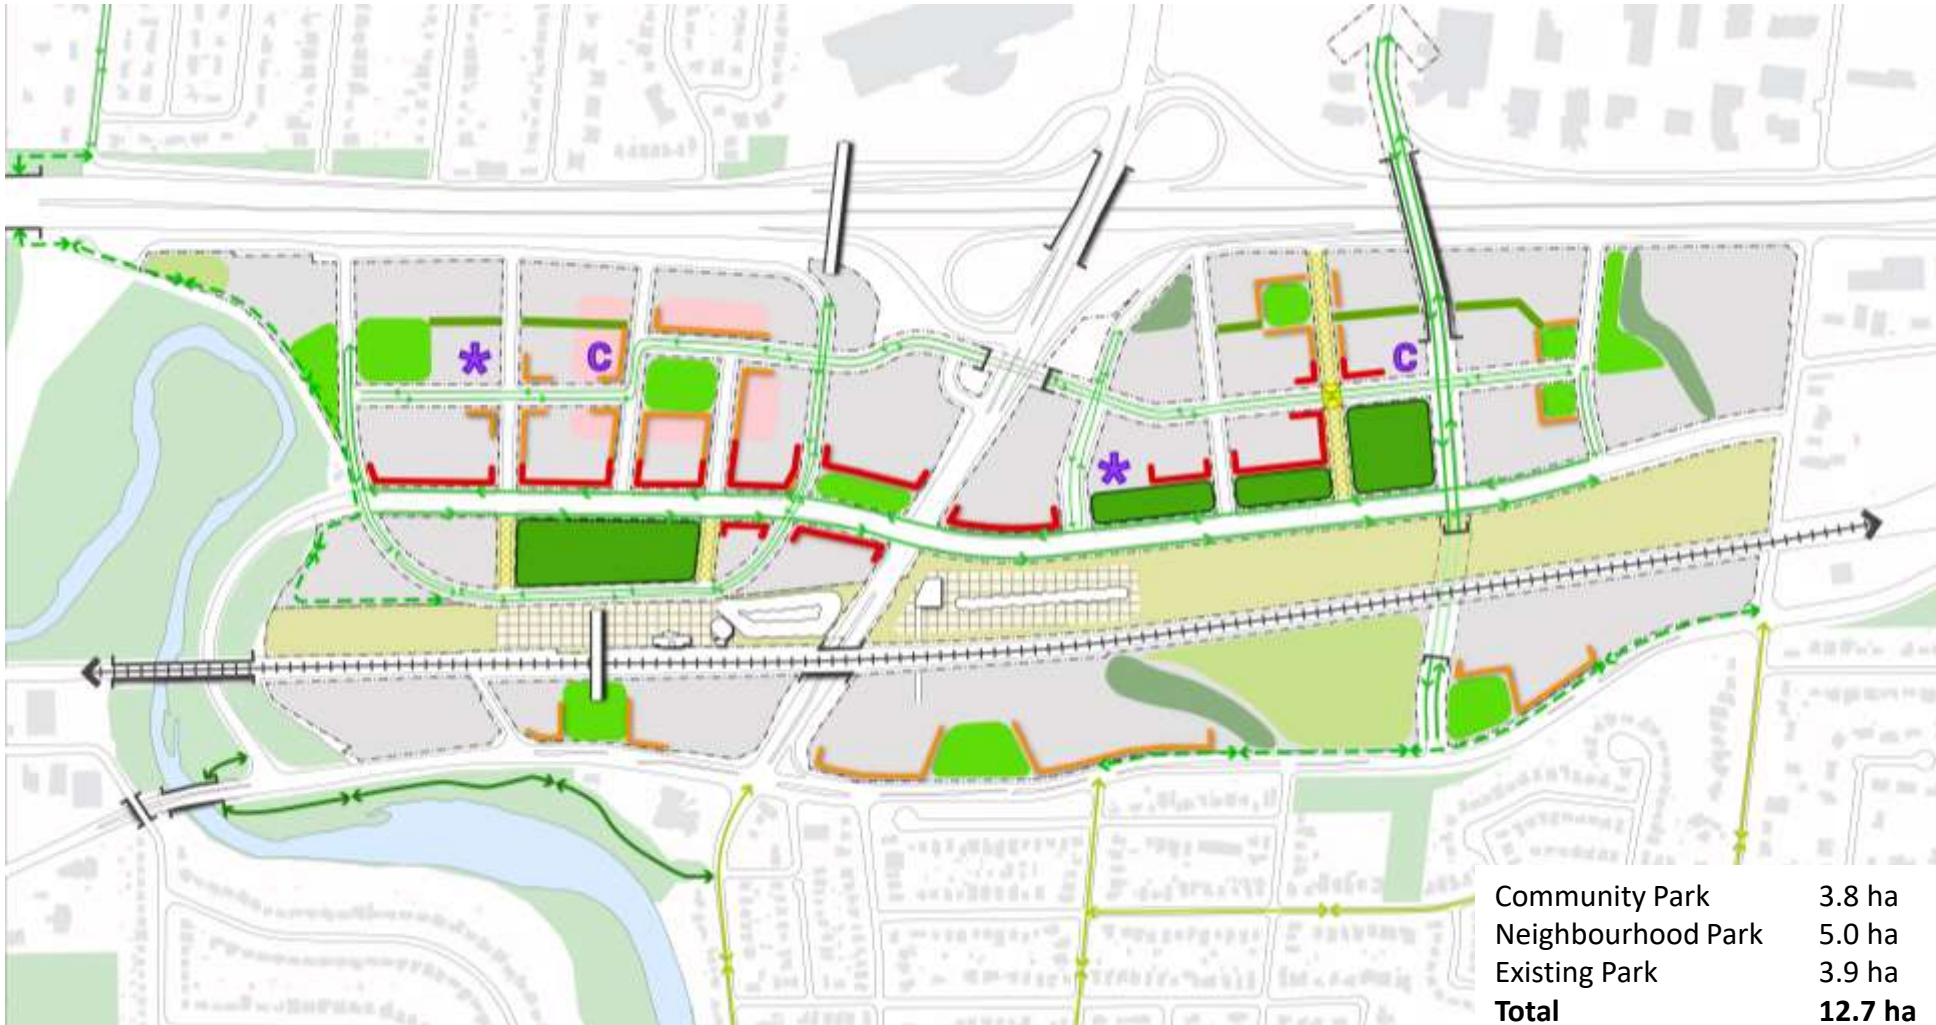 * C C
*
Community Park 3.8 ha
Neighbourhood Park 5.0 ha
Existing Park 3.9 ha
Total 12.7 ha